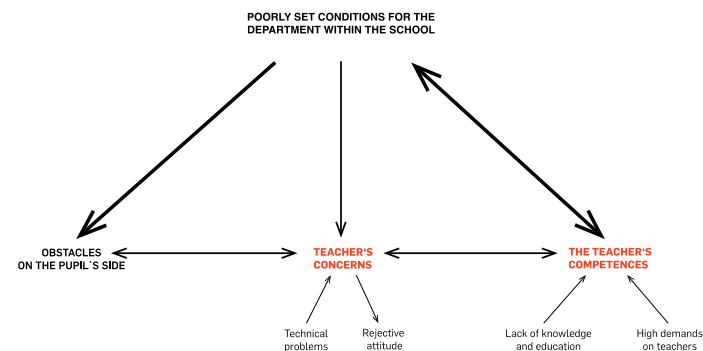 POORLY SET CONDITIONS FOR THE
DEPARTMENT WITHIN THE SCHOOL
OBSTACLES
ON THE PUPIL`S SIDE
TEACHER'S
CONCERNS
THE TEACHER'S
COMPETENCES
Technical
problems
Rejective
attitude
Lack of knowledge
and education
High demands
on teachers